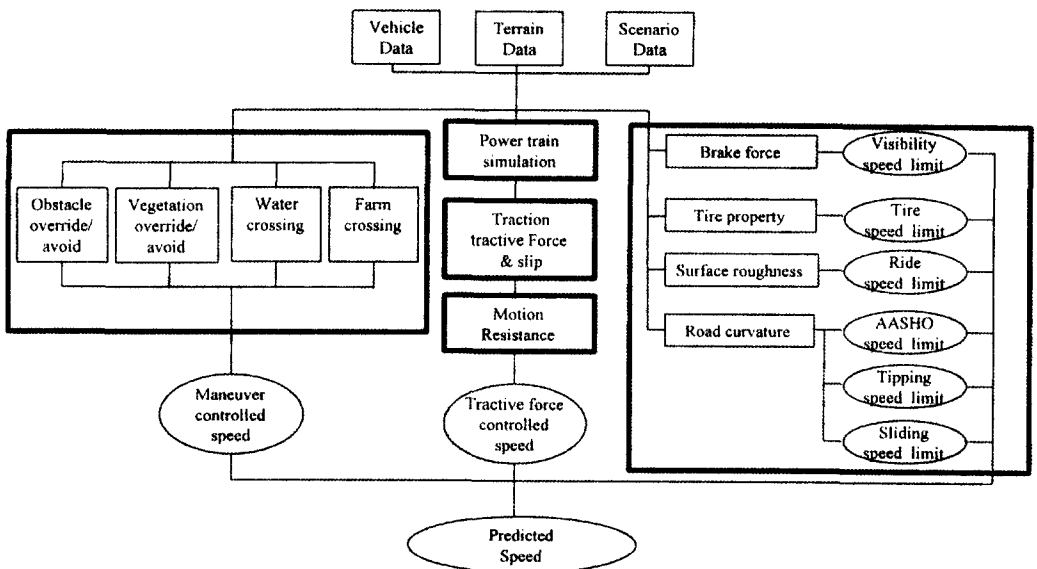 Vehicle
Data
Terrain
Data
Scenario
Data
Obstacle
override/
avoid
Vegetation
override/
avoid
Water
crossing
Farm
crossing
Maneuver
controlled
speed
Power train
simulation
Traction
tractive Force
& slip
Motion
Resistance
Tractive force
controlled
speed
Brake force
Visibility
speed limit
Tire property
Tire
speed limit
Surface roughness
Ride
speed limit
Road curvature
AASHO
speed limit
Tipping
speed limit
Sliding
speed limit
Predicted
Speed